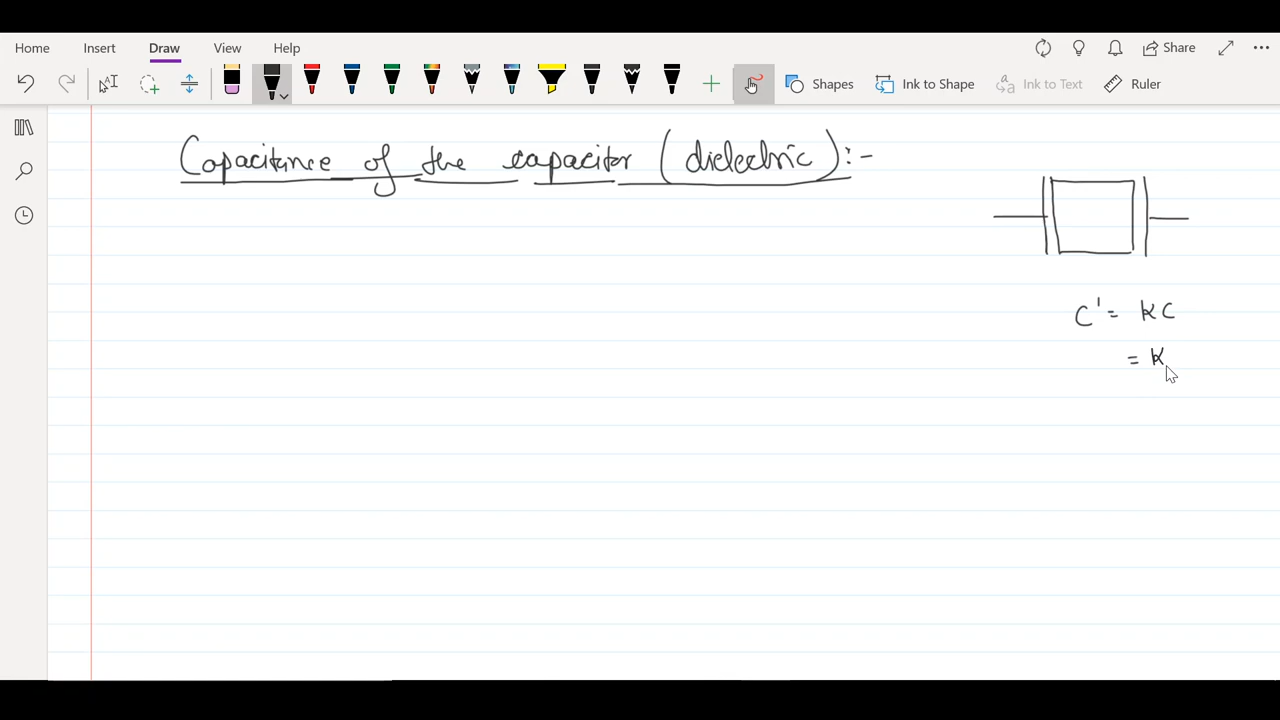 Home Insert Draw View Help Share
Shapes Ink to Shape Ink to Text Ruler
Capacitance of the capacitor (dielectric):-
C' = KC
= K